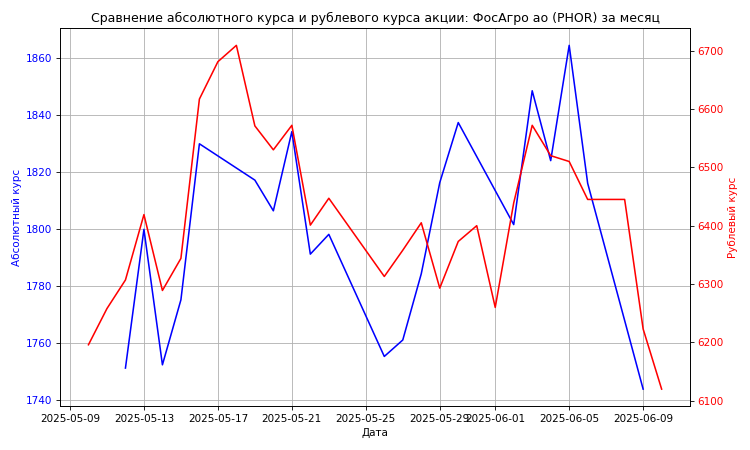 Сравнение абсолютного курса и рублевого курса акции: ФосАгро ао (PHOR) за месяц
1860
1840
1820
1800
1780
1760
1740
Абсолютный курс
6700
6600
6500
6400
6300
6200
6100
Рублевый курс
2025-05-09 2025-05-13 2025-05-17 2025-05-21 2025-05-25 2025-05-29 2025-06-01 2025-06-05 2025-06-09
Дата